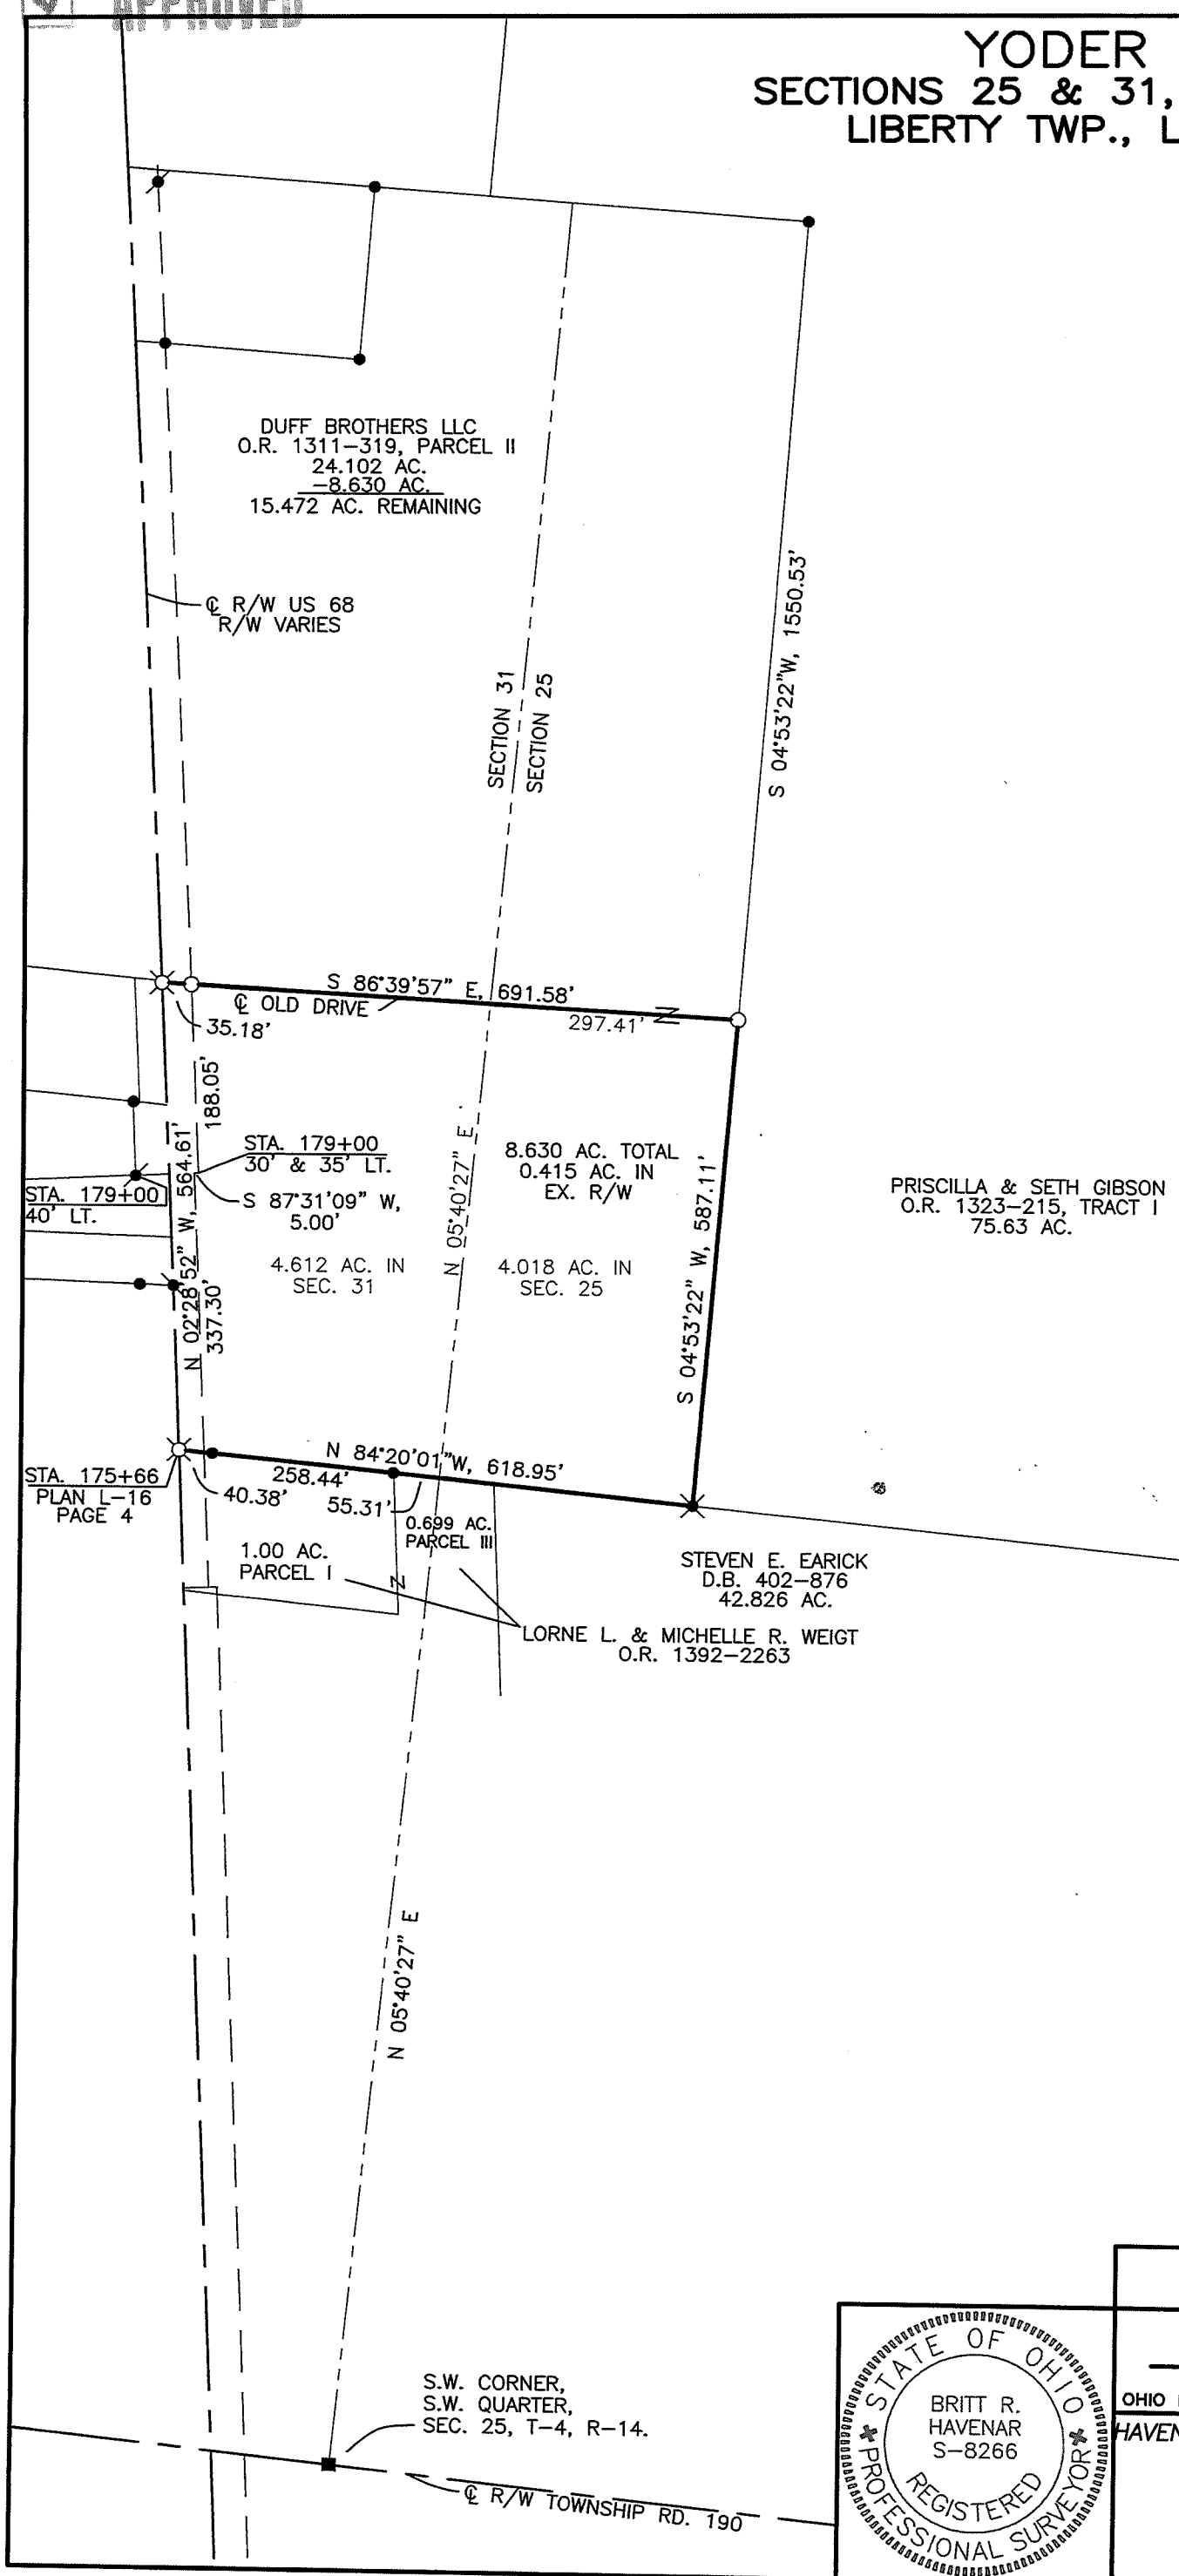 APPROVED
YODER
SECTIONS 25 & 31,
LIBERTY TWP., L
DUFF BROTHERS LLC
O.R. 1311-319, PARCEL II
24.102 AC.
-8.630 AC.
15.472 AC. REMAINING
℄ R/W US 68
R/W VARIES
SECTION 31
SECTION 25
S 04°53'22"W, 1550.53'
S 86°39'57" E, 691.58'
℄ OLD DRIVE
297.41'
35.18'
188.05'
N 02°28'52" W, 564.61'
337.30'
STA. 179+00
30' & 35' LT.
STA. 179+00
40' LT.
S 87°31'09" W,
5.00'
N 05°40'27" E
8.630 AC. TOTAL
0.415 AC. IN
EX. R/W
4.612 AC. IN
SEC. 31
4.018 AC. IN
SEC. 25
S 04°53'22" W, 587.11'
PRISCILLA & SETH GIBSON
O.R. 1323-215, TRACT I
75.63 AC.
N 84°20'01"W, 618.95'
258.44'
55.31'
40.38'
STA. 175+66
PLAN L-16
PAGE 4
0.699 AC.
PARCEL III
1.00 AC.
PARCEL I
STEVEN E. EARICK
D.B. 402-876
42.826 AC.
LORNE L. & MICHELLE R. WEIGT
O.R. 1392-2263
N 05°40'27" E
S.W. CORNER,
S.W. QUARTER,
SEC. 25, T-4, R-14.
℄ R/W TOWNSHIP RD. 190
STATE OF OHIO
BRITT R.
HAVENAR
S-8266
REGISTERED
PROFESSIONAL SURVEYOR
OHIO
HAVEN